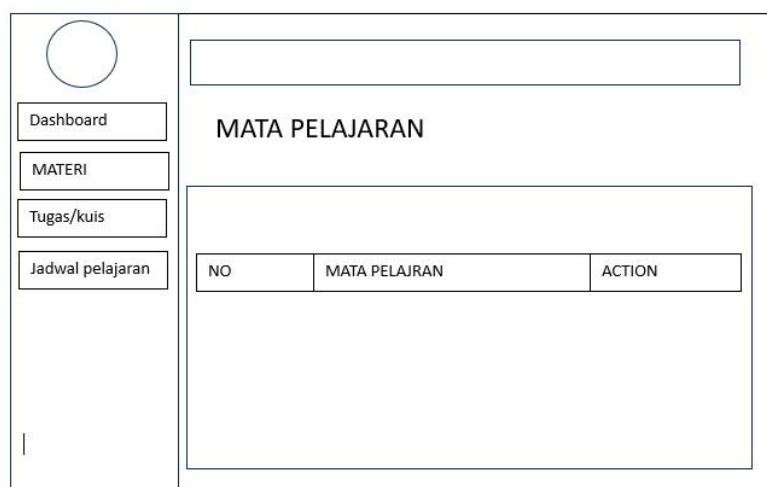 Dashboard
MATERI
Tugas/kuis
Jadwal pelajaran
MATA PELAJARAN
NO MATA PELAJRAN ACTION